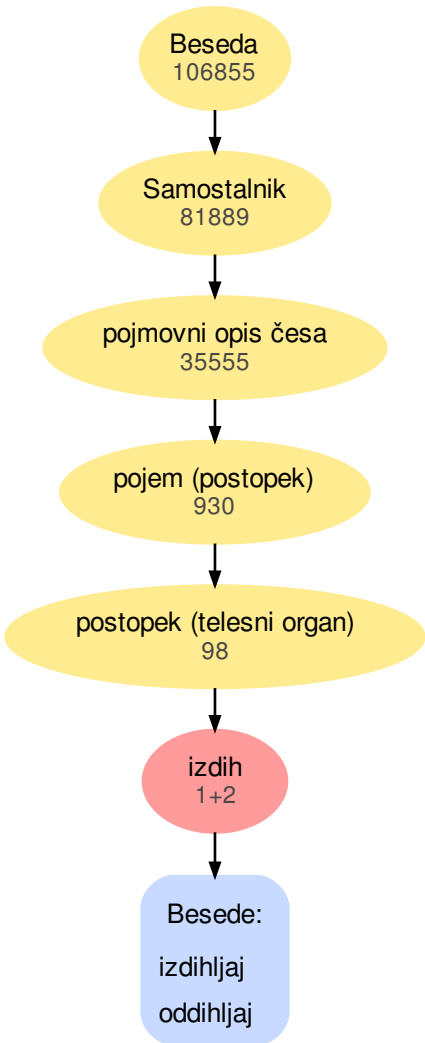 Beseda
106855
Samostalnik
81889
pojmovni opis česa
35555
pojem (postopek)
930
postopek (telesni organ)
98
izdih
1+2
Besede:
izdihljaj
oddihljaj